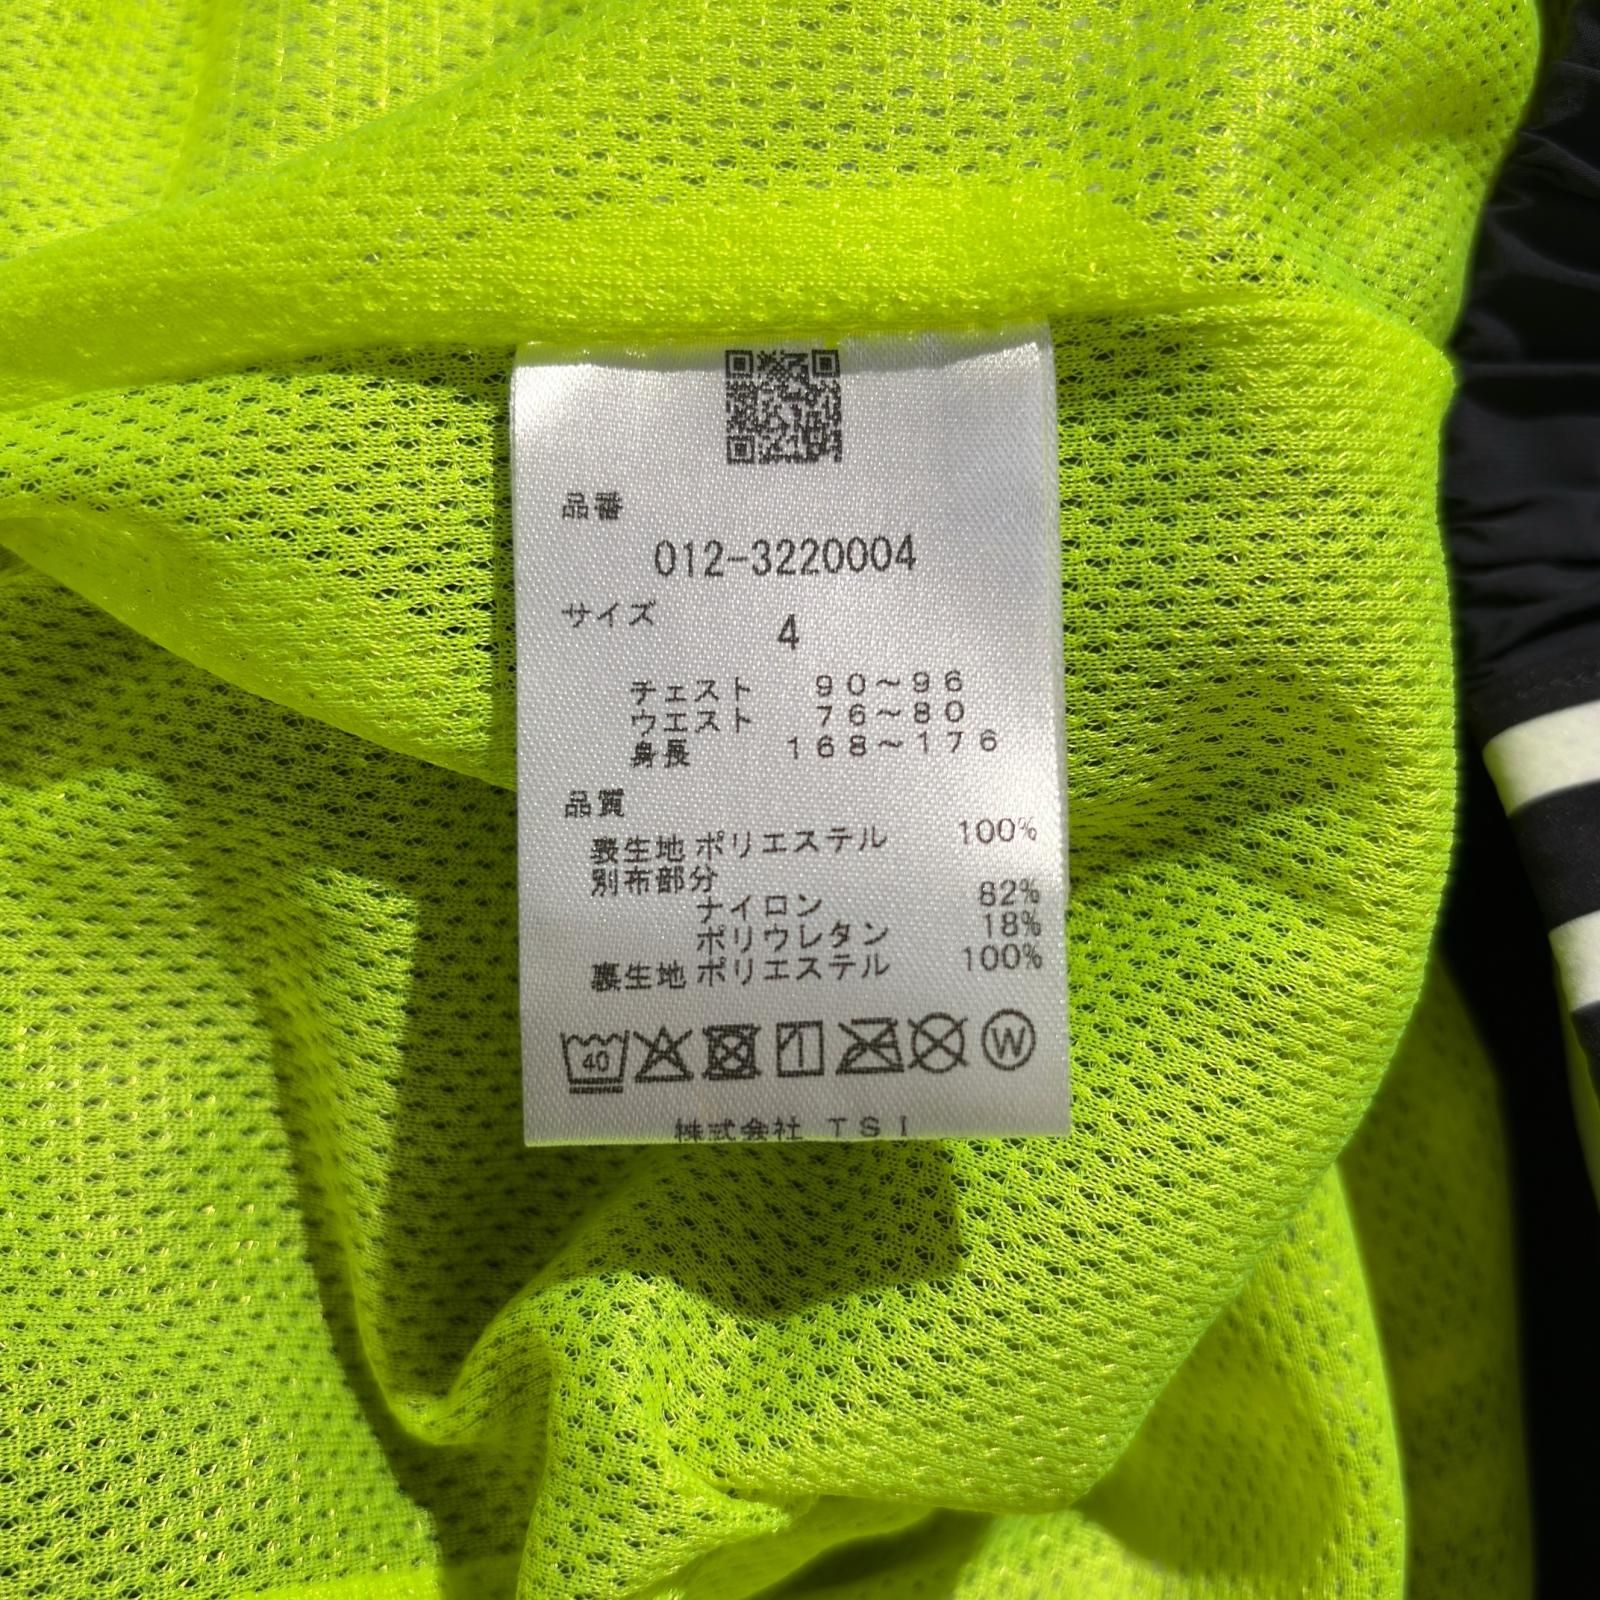 品番
012-3220004
サイズ
4
チェスト 90~96
ウエスト 76~80
身長 168~176
品質
表生地 ポリエステル 100%
別布部分
ナイロン 82%
ポリウレタン 18%
裏生地 ポリエステル 100%
40
W
株式会社 TSI